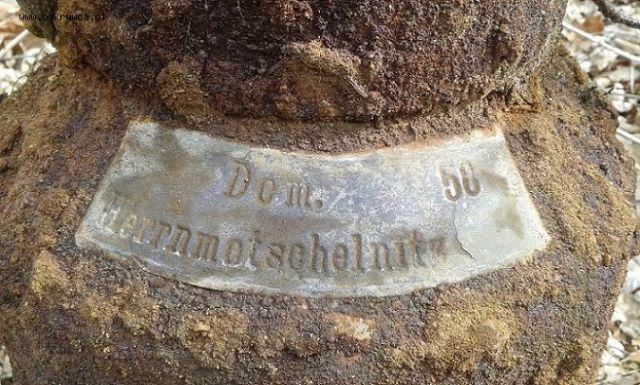 Dom. 58
Herrnmotschelnitz